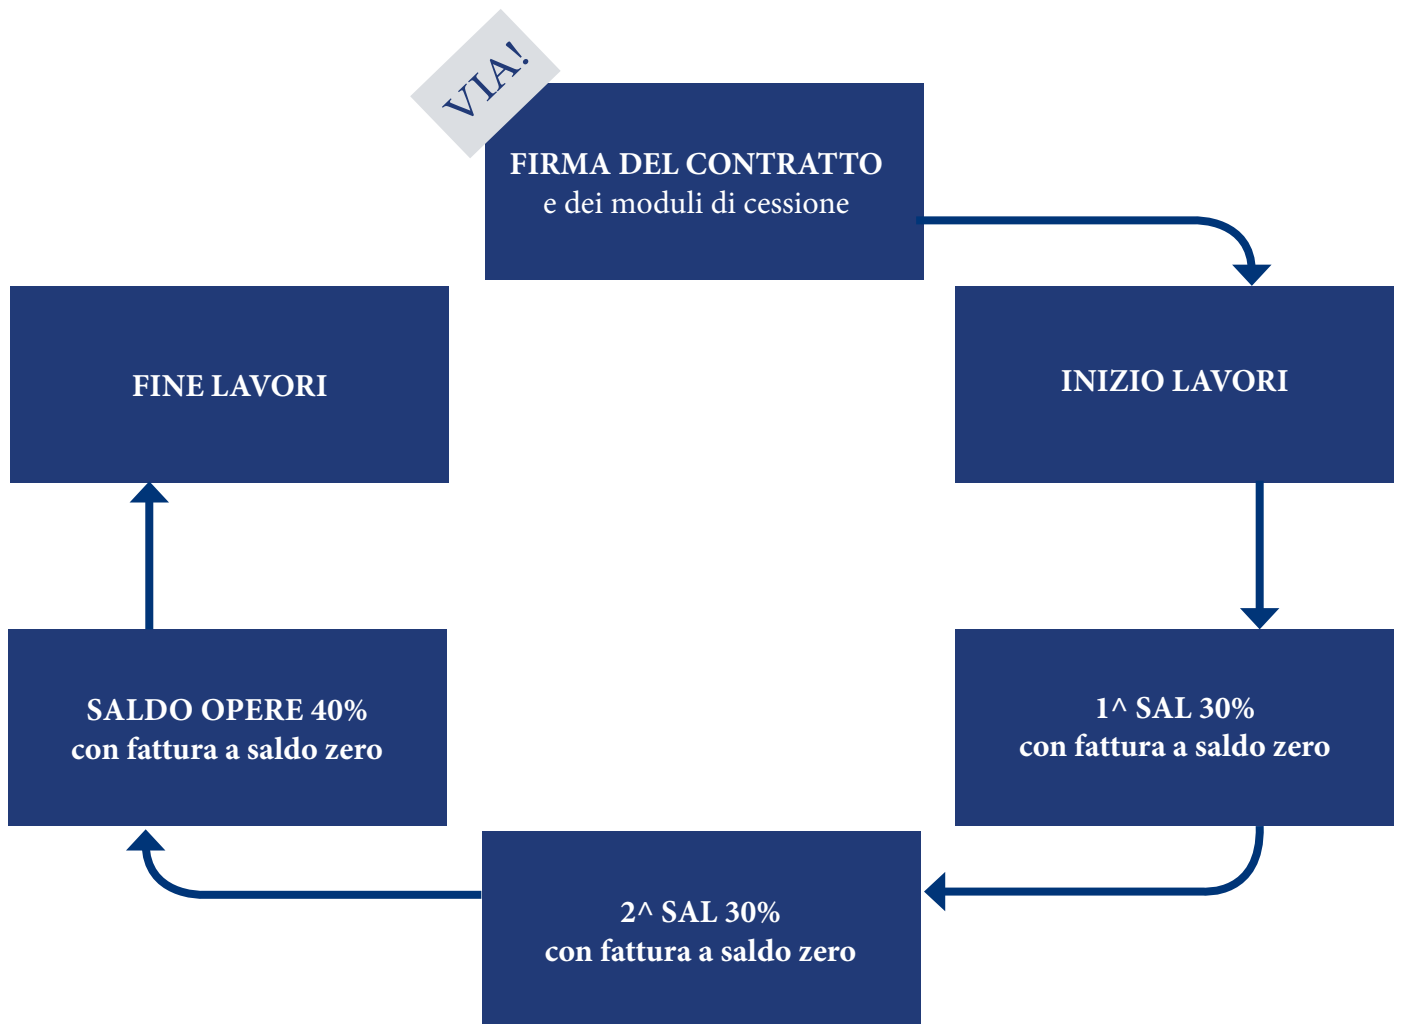 VIA!
FIRMA DEL CONTRATTO
e dei moduli di cessione
INIZIO LAVORI
1^ SAL 30%
con fattura a saldo zero
2^ SAL 30%
con fattura a saldo zero
SALDO OPERE 40%
con fattura a saldo zero
FINE LAVORI